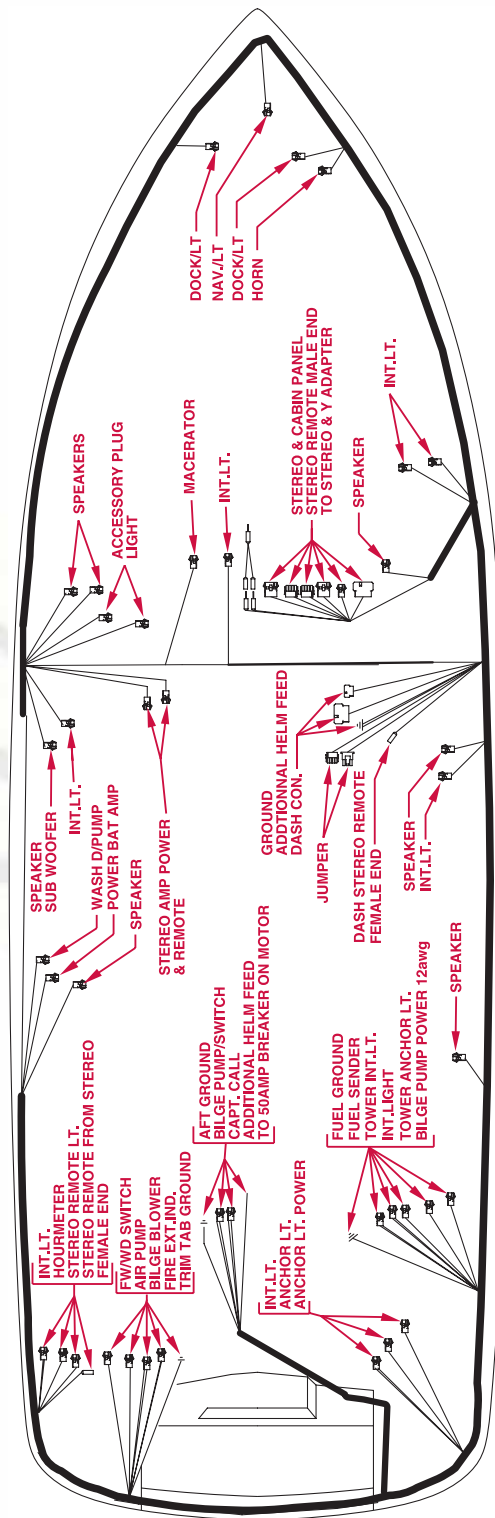 DOCK/LT
NAV./LT
DOCK/LT
HORN
SPEAKERS
ACCESSORY PLUG
LIGHT
MACERATOR
INT.LT.
STEREO & CABIN PANEL
STEREO REMOTE MALE END
TO STEREO & Y ADAPTER
SPEAKER
INT.LT.
SPEAKER
SUB WOOFER
INT.LT.
WASH D/PUMP
POWER BAT AMP
SPEAKER
STEREO AMP POWER
& REMOTE
GROUND
ADDTIONNAL HELM FEED
DASH CON.
JUMPER
DASH STEREO REMOTE
FEMALE END
SPEAKER
INT.LT.
SPEAKER
INT.LT.
HOURMETER
STEREO REMOTE LT.
STEREO REMOTE FROM STEREO
FEMALE END
FW/WD SWITCH
AIR PUMP
BILGE BLOWER
FIRE EXT.IND.
TRIM TAB GROUND
AFT GROUND
BILGE PUMP/SWITCH
CAPT. CALL
ADDITIONAL HELM FEED
TO 50AMP BREAKER ON MOTOR
INT.LT.
ANCHOR LT.
ANCHOR LT. POWER
FUEL GROUND
FUEL SENDER
TOWER INT.LT.
INT.LIGHT
TOWER ANCHOR LT.
BILGE PUMP POWER 12awg